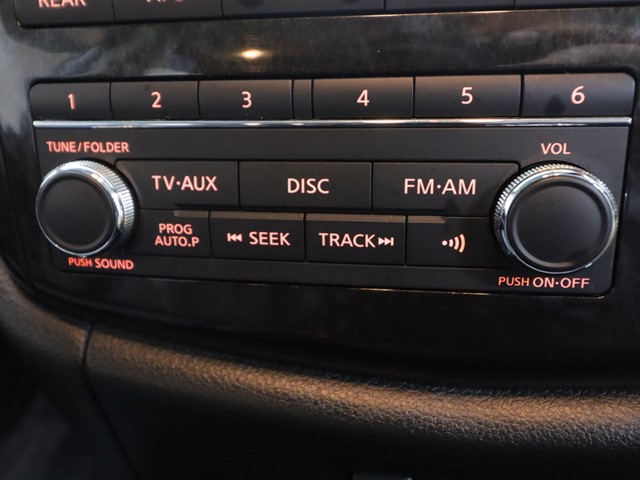 REAR
1 2 3 4 5 6
TUNE/FOLDER VOL
TV·AUX DISC FM·AM
PROG
AUTO.P
SEEK TRACK
PUSH SOUND
PUSH ON·OFF